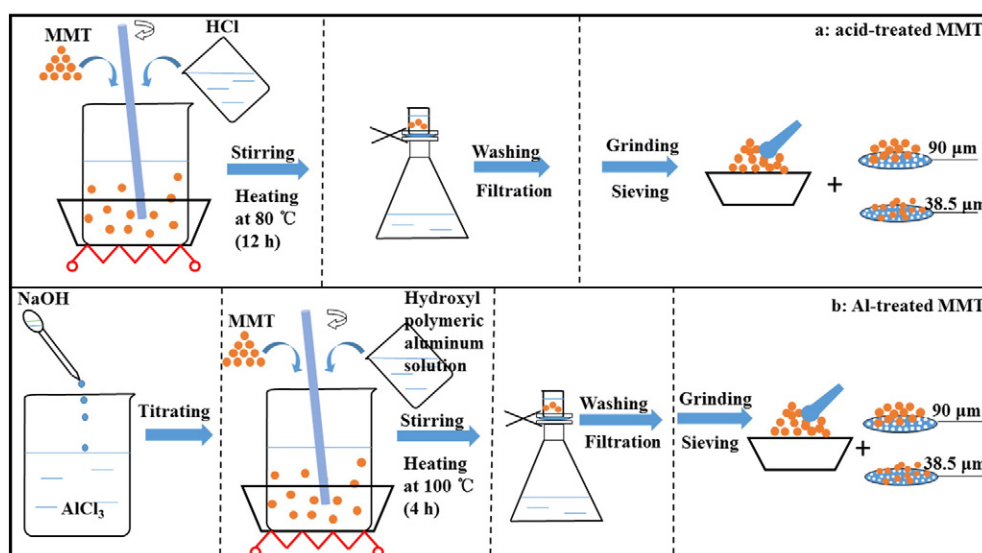 MMT
HCl
Stirring
Heating
at 80 ℃
(12 h)
Washing
Filtration
Grinding
Sieving
a: acid-treated MMT
90 μm
+
38.5 μm
NaOH
AlCl₃
Titrating
MMT
Hydroxyl
polymeric
aluminum
solution
Stirring
Heating
at 100 ℃
(4 h)
Washing
Filtration
Grinding
Sieving
b: Al-treated MMT
90 μm
+
38.5 μm